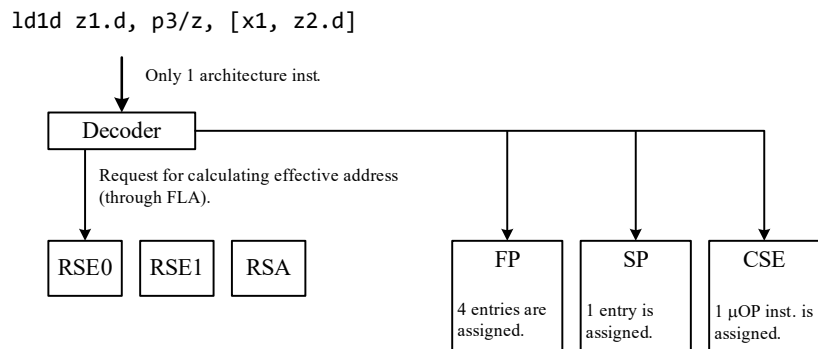 ld1d z1.d, p3/z, [x1, z2.d]
Only 1 architecture inst.
Decoder
Request for calculating effective address
(through FLA).
RSE0
RSE1
RSA
FP
4 entries are
assigned.
SP
1 entry is
assigned.
CSE
1 μOP inst. is
assigned.